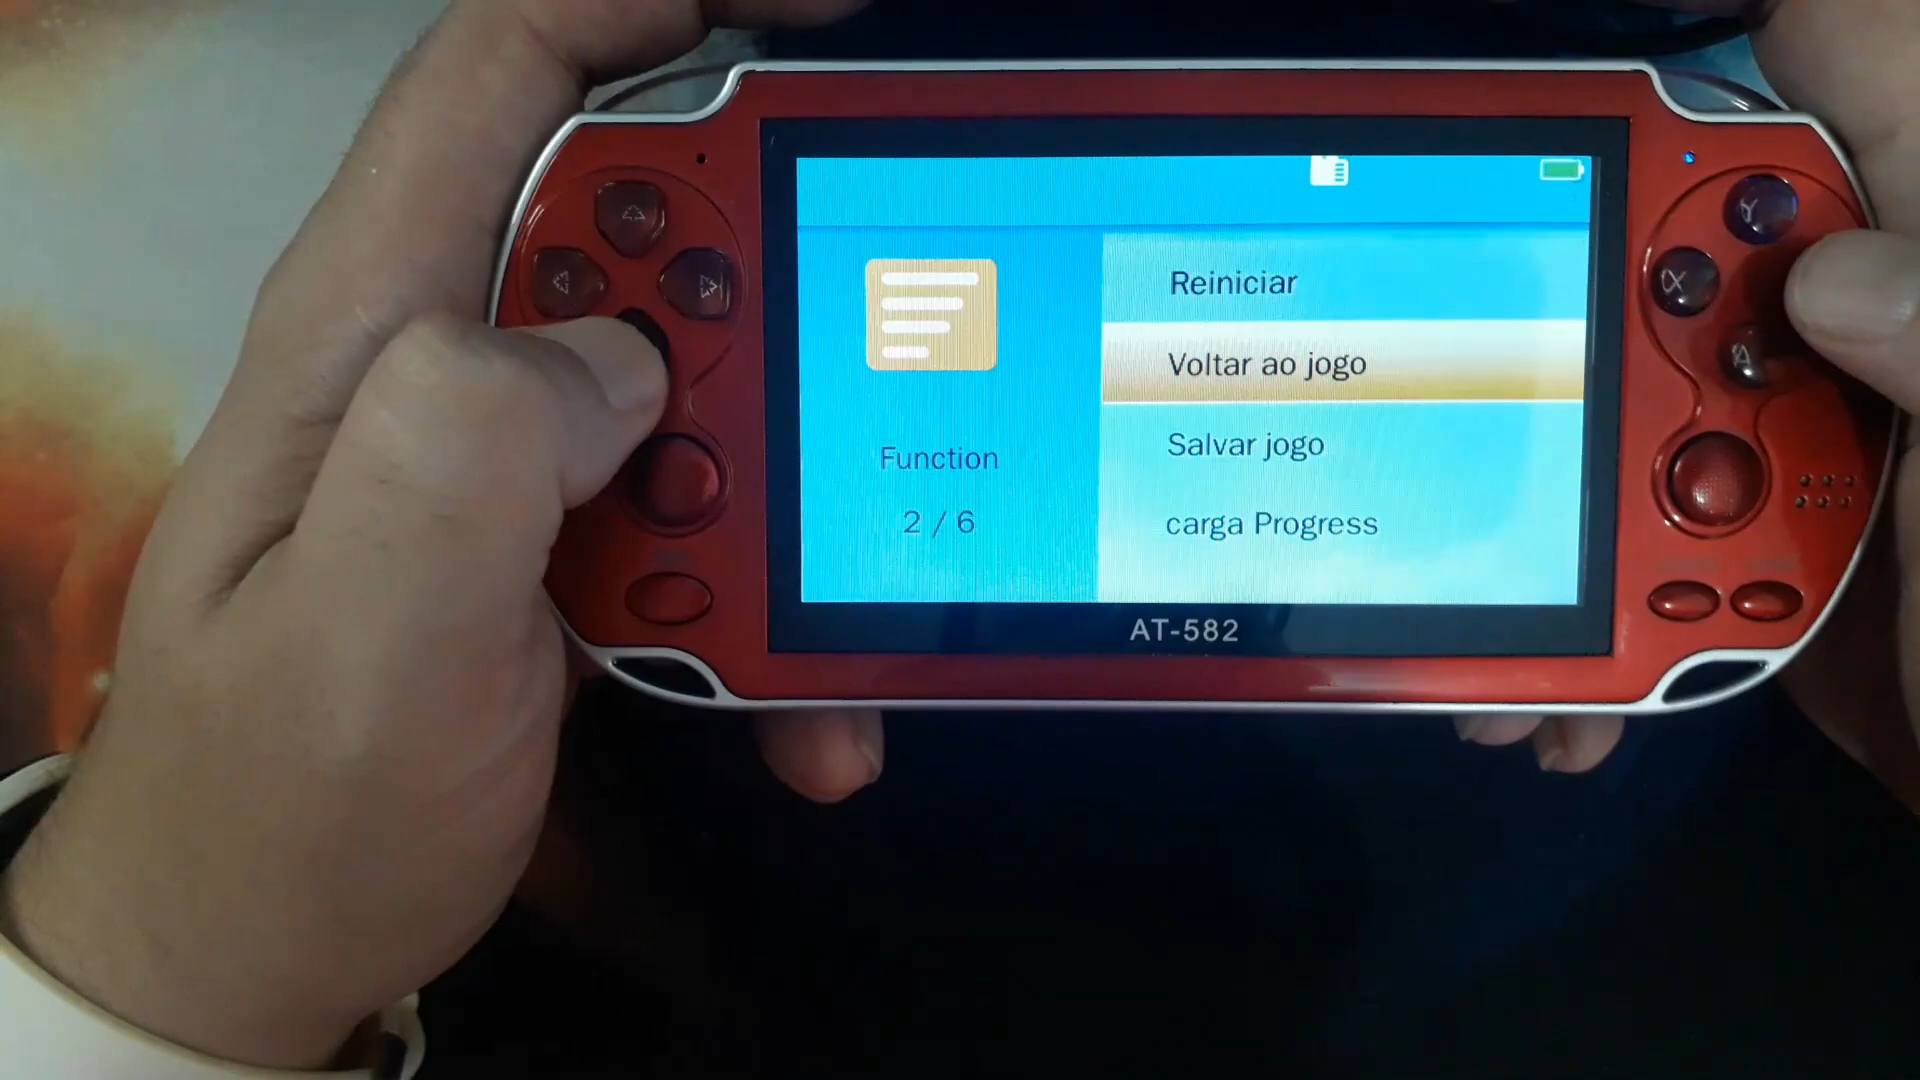 Reiniciar
Voltar ao jogo
Salvar jogo
carga Progress
Function
2 / 6
AT-582
Y
X
A